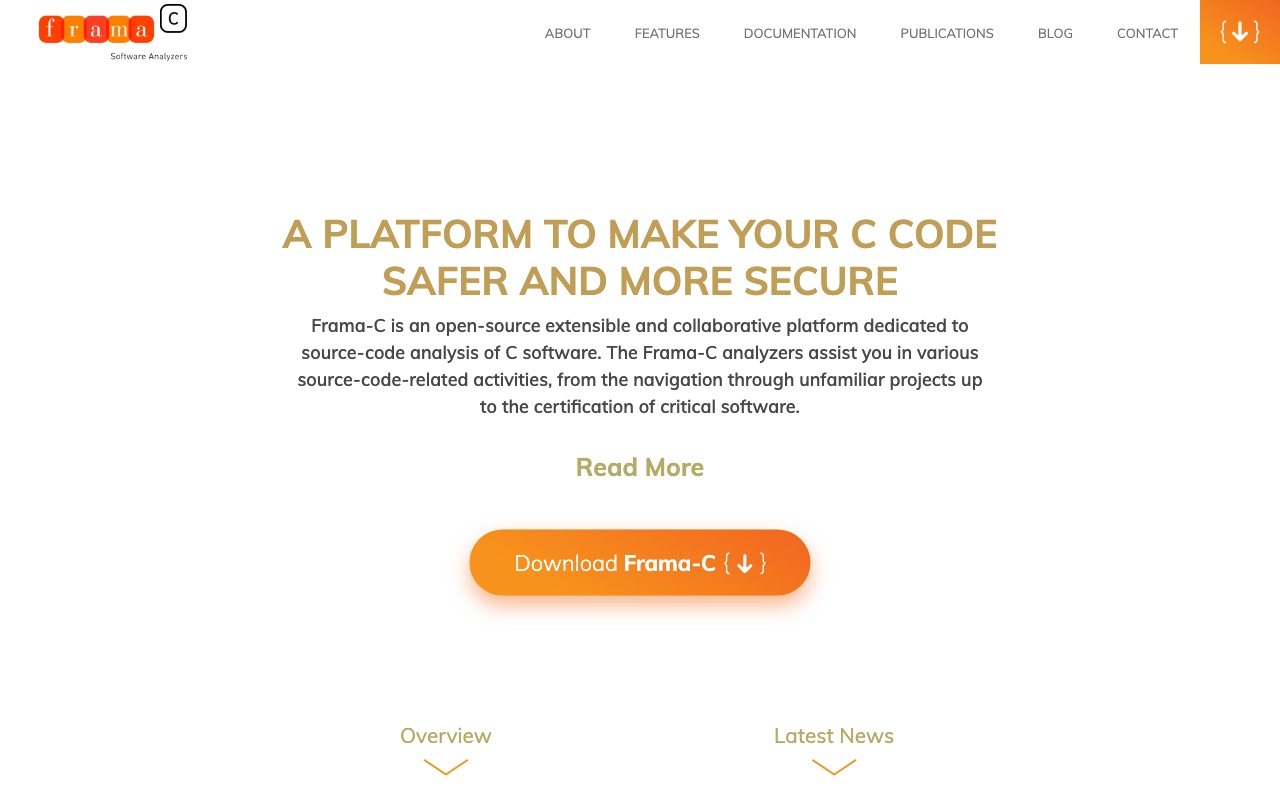 frama C
Software Analyzers
ABOUT FEATURES DOCUMENTATION PUBLICATIONS BLOG CONTACT {↓}
A PLATFORM TO MAKE YOUR C CODE
SAFER AND MORE SECURE
Frama-C is an open-source extensible and collaborative platform dedicated to
source-code analysis of C software. The Frama-C analyzers assist you in various
source-code-related activities, from the navigation through unfamiliar projects up
to the certification of critical software.
Read More
Download Frama-C {↓}
Overview Latest News